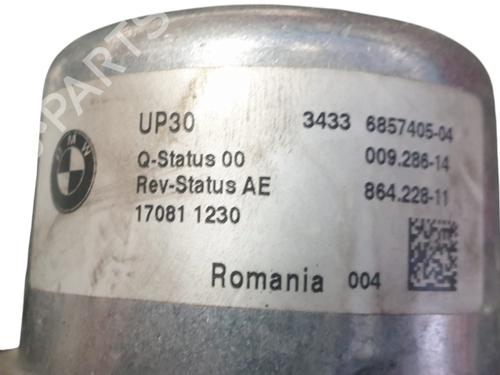 UP30 3433 6857405-04
Q-Status 00 009.286-14
Rev-Status AE 864.228-11
17081 1230
Romania 004
BMW